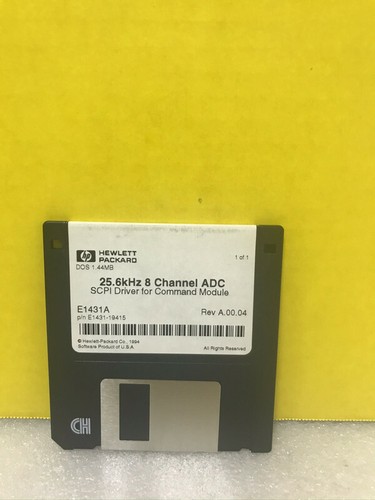 hp HEWLETT
PACKARD
1 of 1
DOS 1.44MB
25.6kHz 8 Channel ADC
SCPI Driver for Command Module
E1431A
Rev A.00.04
p/n E1431-19415
© Hewlett-Packard Co., 1994
Software Product of U.S.A
All Rights Reserved